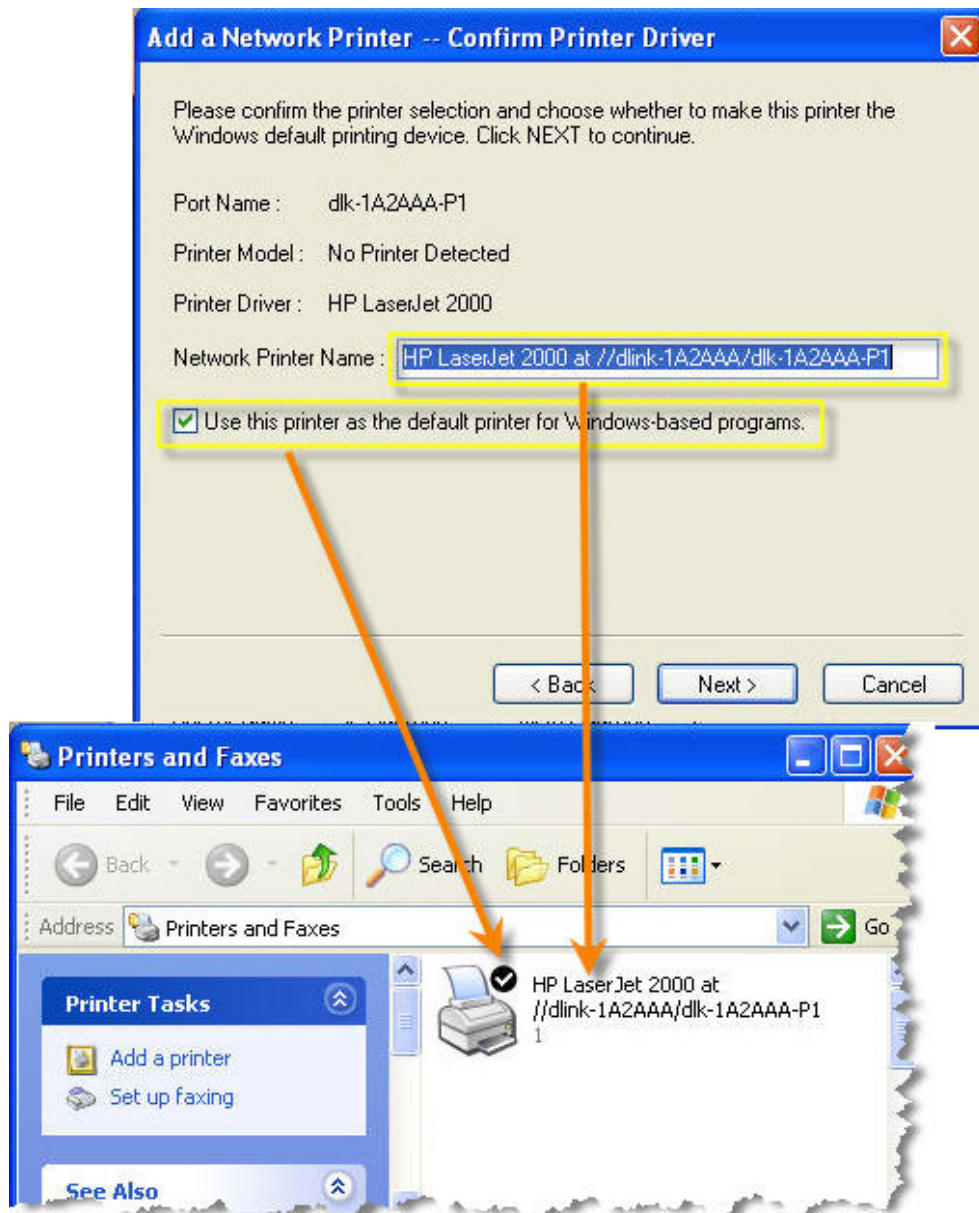 Add a Network Printer -- Confirm Printer Driver
Please confirm the printer selection and choose whether to make this printer the
Windows default printing device. Click NEXT to continue.
Port Name : dlk-1A2AAA-P1
Printer Model : No Printer Detected
Printer Driver : HP LaserJet 2000
Network Printer Name : HP LaserJet 2000 at //dlink-1A2AAA/dlk-1A2AAA-P1
Use this printer as the default printer for Windows-based programs.
< Back Next > Cancel
Printers and Faxes
File Edit View Favorites Tools Help
Back Search Folders
Address Printers and Faxes Go
Printer Tasks
Add a printer
Set up faxing
See Also
HP LaserJet 2000 at
//dlink-1A2AAA/dlk-1A2AAA-P1
1